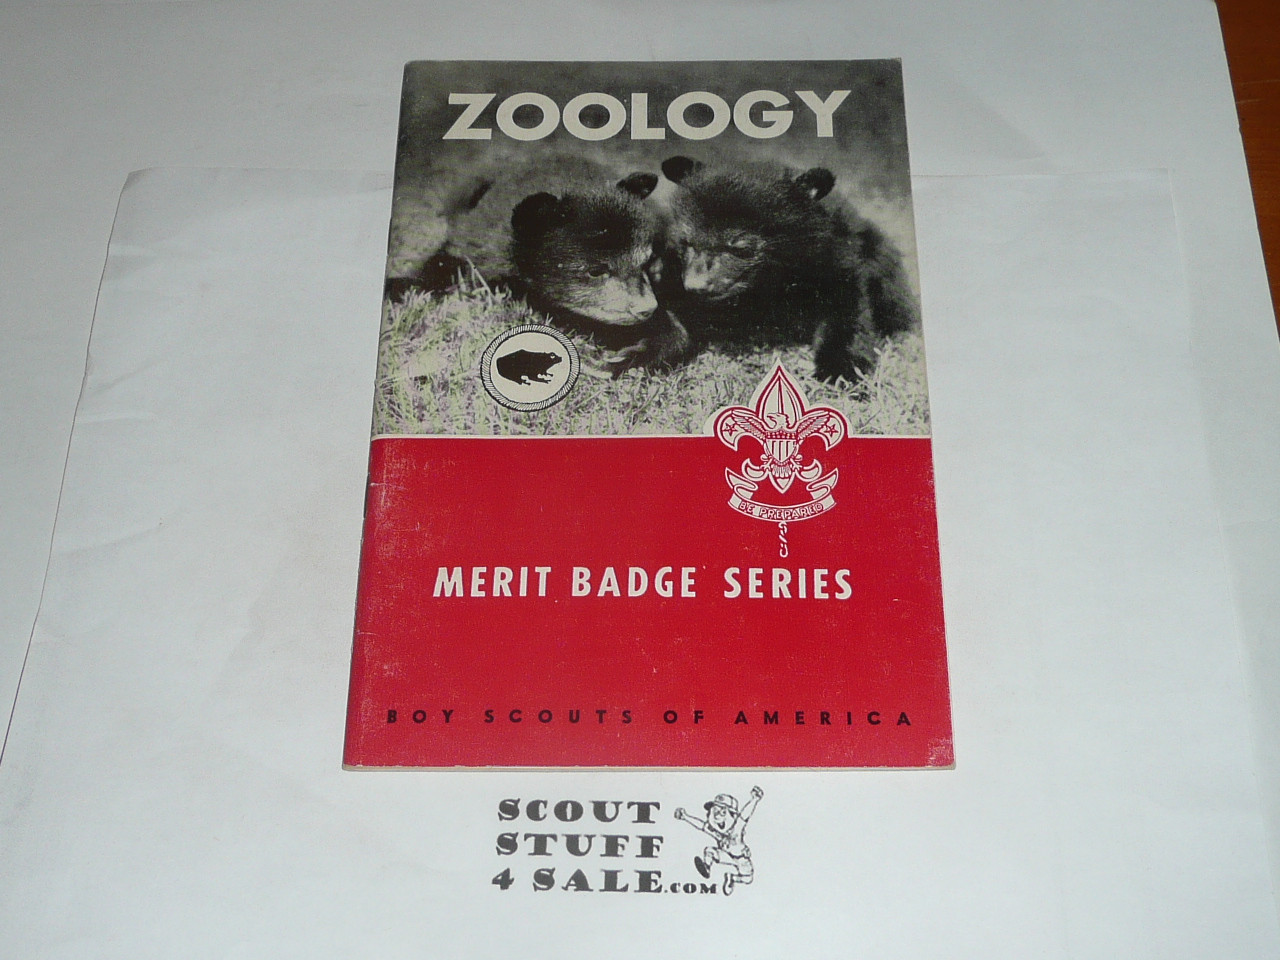 ZOOLOGY
BE PREPARED
MERIT BADGE SERIES
BOY SCOUTS OF AMERICA
SCOUT
STUFF
4 SALE.COM